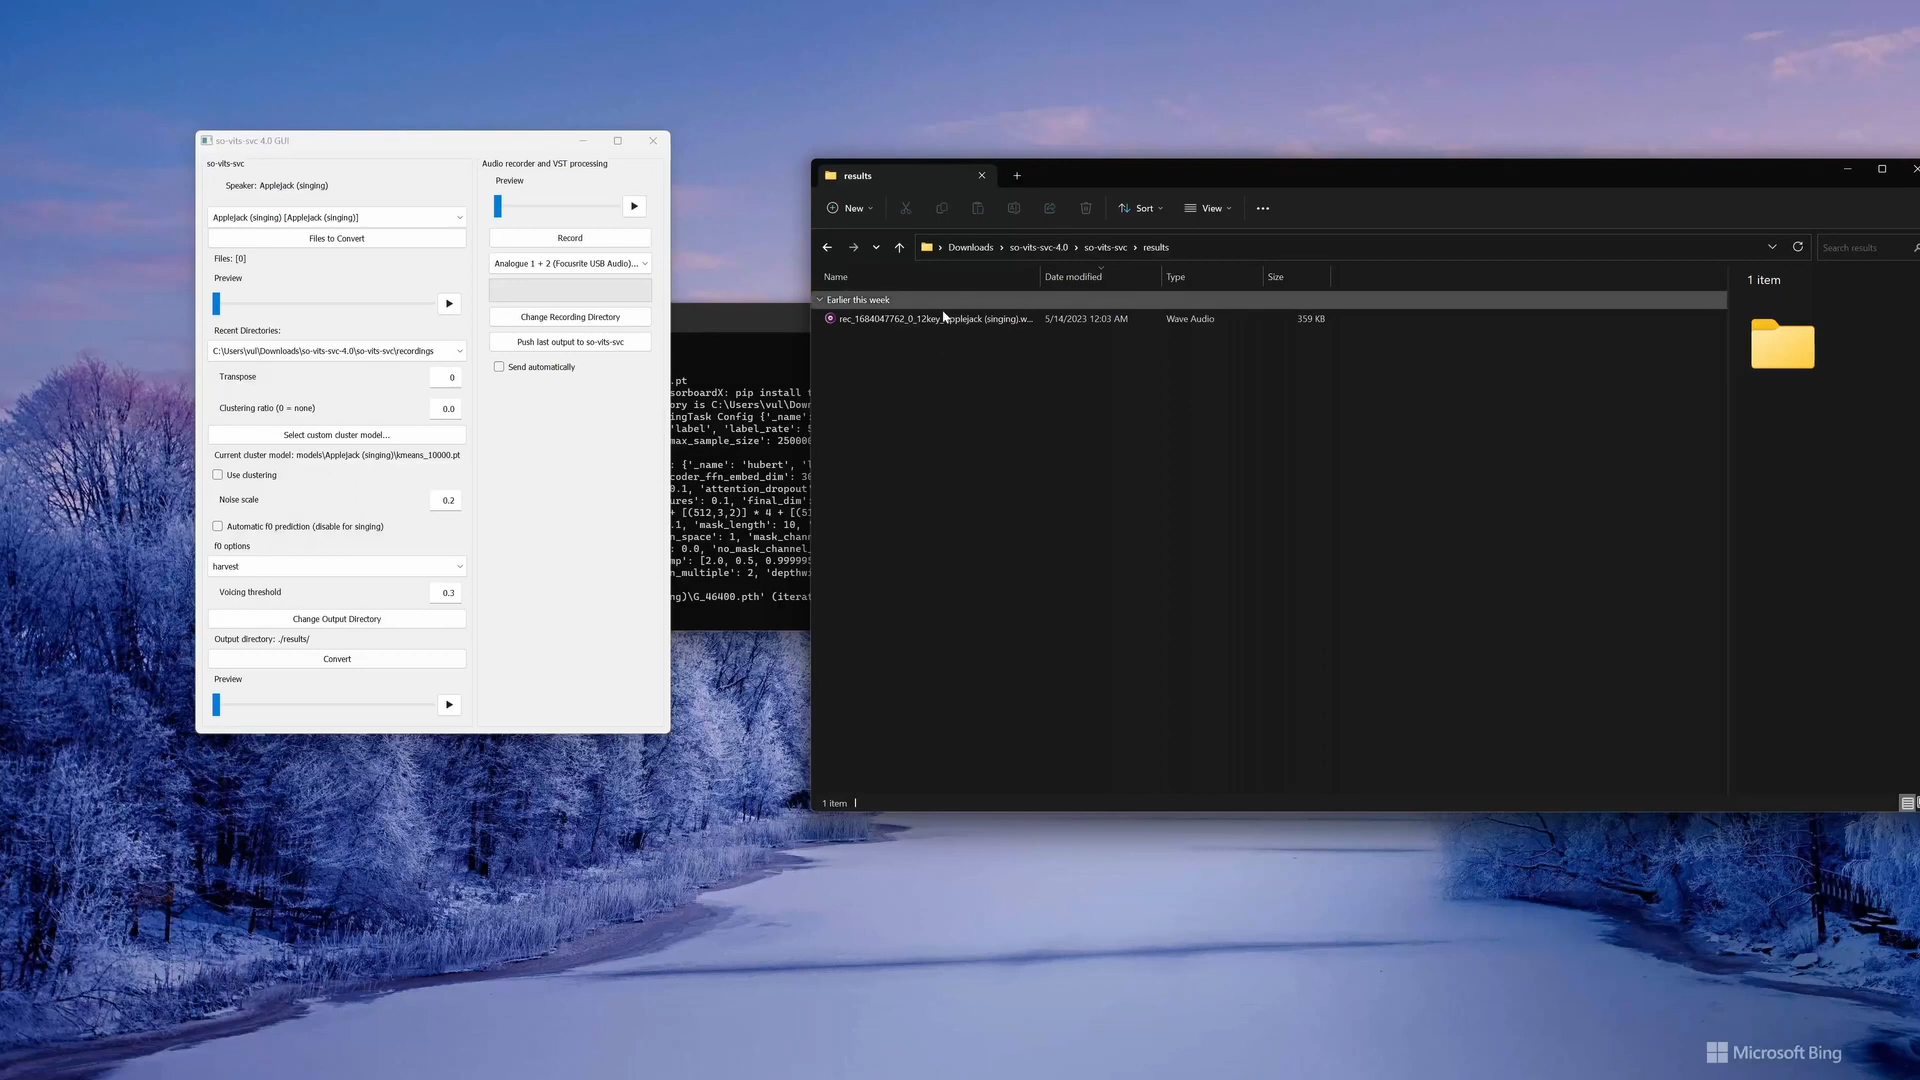 so-vits-svc 4.0 GUI
so-vits-svc
Speaker: Applejack (singing)
Applejack (singing) [Applejack (singing)]
Files to Convert
Files: [0]
Preview
Recent Directories:
C:\Users\vul\Downloads\so-vits-svc-4.0\so-vits-svc\recordings
Transpose 0
Clustering ratio (0 = none) 0.0
Select custom cluster model...
Current cluster model: models\Applejack (singing)\kmeans_10000.pt
Use clustering
Noise scale 0.2
Automatic f0 prediction (disable for singing)
f0 options
harvest
Voicing threshold 0.3
Change Output Directory
Output directory: ./results/
Convert
Preview
Audio recorder and VST processing
Preview
Record
Analogue 1 + 2 (Focusrite USB Audio)...
Change Recording Directory
Push last output to so-vits-svc
Send automatically
.pt
sorboardX: pip install t
ory is C:\Users\vul\Down
ingTask Config {'_name':
'label', 'label_rate': 5
max_sample_size': 250000
: {'_name': 'hubert', 'l
coder_ffn_embed_dim': 30
0.1, 'attention_dropout'
ures': 0.1, 'final_dim':
+ [(512,3,2)] * 4 + [(51
.1, 'mask_length': 10, '
n_space': 1, 'mask_chann
: 0.0, 'no_mask_channel_
mp': [2.0, 0.5, 0.999995
n_multiple': 2, 'depthwi
ng)\G_46400.pth' (iterat
results
New
Sort
View
Downloads > so-vits-svc-4.0 > so-vits-svc > results
Search results
Name Date modified Type Size
Earlier this week
rec_1684047762_0_12key_Applejack (singing).w... 5/14/2023 12:03 AM Wave Audio 359 KB
1 item
1 item
Microsoft Bing